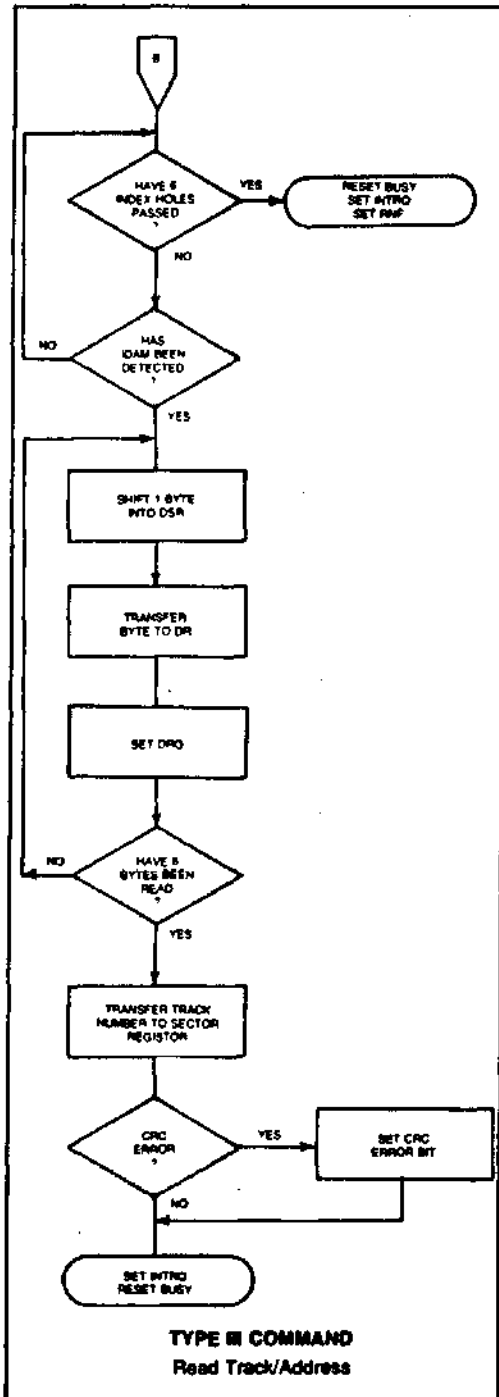 HAVE 6
INDEX HOLES
PASSED
?
YES
RESET BUSY
SET INTRQ
SET RNF
NO
HAS
IDAM BEEN
DETECTED
?
NO
YES
SHIFT 1 BYTE
INTO DSR
TRANSFER
BYTE TO DR
SET DRQ
HAVE 6
BYTES BEEN
READ
?
NO
YES
TRANSFER TRACK
NUMBER TO SECTOR
REGISTOR
CRC
ERROR
?
YES
SET CRC
ERROR BIT
NO
SET INTRQ
RESET BUSY
TYPE III COMMAND
Read Track/Address